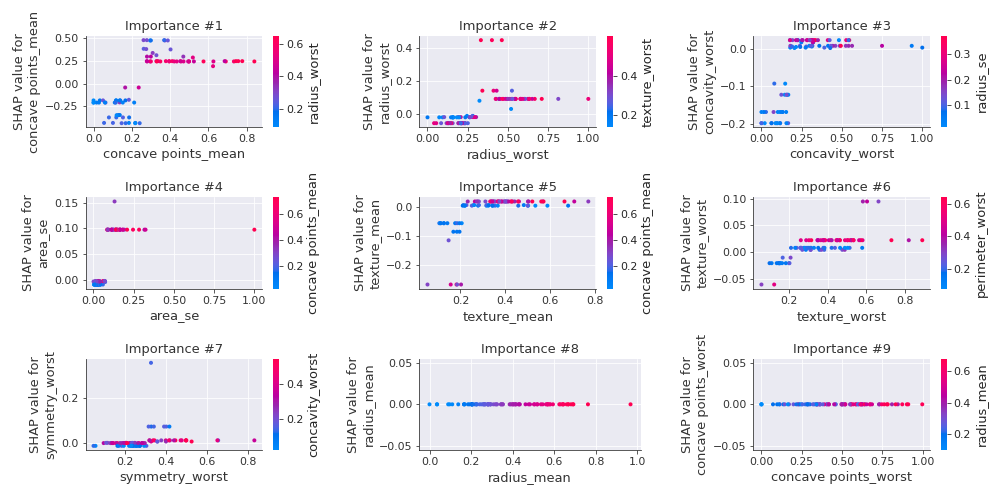 Importance #1
0.50
0.25
0.00
−0.25
SHAP value for
concave points_mean
0.0
0.2
0.4
0.6
0.8
concave points_mean
0.6
0.4
0.2
radius_worst
Importance #2
0.4
0.2
0.0
SHAP value for
radius_worst
0.00
0.25
0.50
0.75
1.00
radius_worst
0.4
0.2
texture_worst
Importance #3
0.0
−0.1
−0.2
SHAP value for
concavity_worst
0.00
0.25
0.50
0.75
1.00
concavity_worst
0.3
0.2
0.1
radius_se
Importance #4
0.15
0.10
0.05
0.00
SHAP value for
area_se
0.00
0.25
0.50
0.75
1.00
area_se
0.6
0.4
0.2
concave points_mean
Importance #5
0.0
−0.1
−0.2
SHAP value for
texture_mean
0.2
0.4
0.6
0.8
texture_mean
0.6
0.4
0.2
concave points_mean
Importance #6
0.10
0.05
0.00
−0.05
SHAP value for
texture_worst
0.2
0.4
0.6
0.8
texture_worst
0.6
0.4
0.2
perimeter_worst
Importance #7
0.2
0.0
SHAP value for
symmetry_worst
0.2
0.4
0.6
0.8
symmetry_worst
0.4
0.2
concavity_worst
Importance #8
0.05
0.00
−0.05
SHAP value for
radius_mean
0.0
0.2
0.4
0.6
0.8
1.0
radius_mean
Importance #9
0.05
0.00
−0.05
SHAP value for
concave points_worst
0.00
0.25
0.50
0.75
1.00
concave points_worst
0.6
0.4
0.2
radius_mean